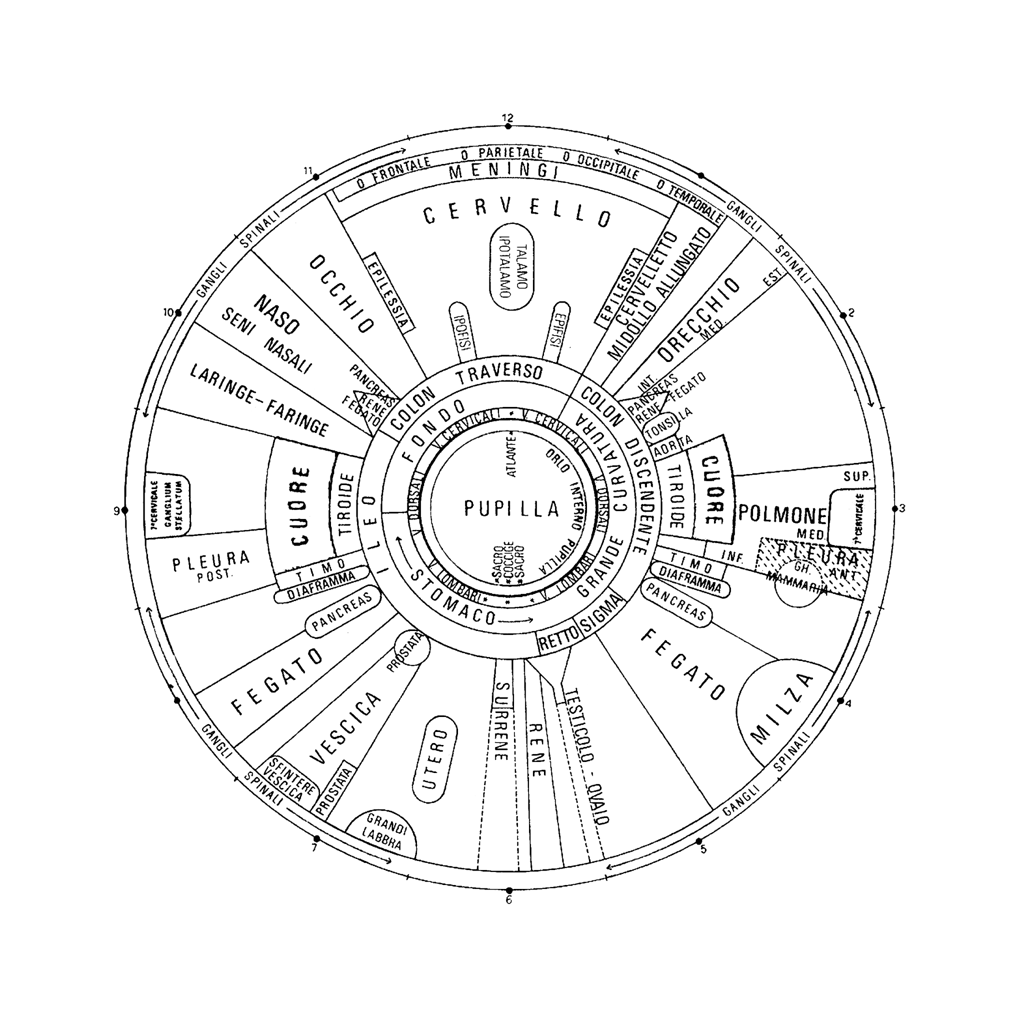 12
11
10
9
7
6
5
4
3
2
GANGLI
SPINALI
GANGLI
SPINALI
GANGLI
SPINALI
GANGLI
SPINALI
O FRONTALE
O PARIETALE
O OCCIPITALE
O TEMPORALE
MENINGI
CERVELLO
TALAMO
IPOTALAMO
EPILESSIA
IPOFISI
EPIFISI
EPILESSIA
CERVELLETTO
MIDOLLO ALLUNGATO
ORECCHIO
EST.
MED.
INT.
PANCREAS
RENE
FEGATO
TONSILLA
AORTA
TIROIDE
CUORE
SUP.
POLMONE
MED.
INF.
7ª CERVICALE
PLEURA
ANT.
GH.
MAMMARIA
TIMO
DIAFRAMMA
PANCREAS
FEGATO
MILZA
TESTICOLO - OVAIO
RENE
SURRENE
UTERO
GRANDI
LABBRA
PROSTATA
SFINTERE
VESCICA
VESCICA
PROSTATA
FEGATO
PANCREAS
DIAFRAMMA
TIMO
PLEURA
POST.
7ª CERVICALE
GANGLIUM
STELLATUM
CUORE
TIROIDE
LARINGE-FARINGE
SENI NASALI
NASO
OCCHIO
PANCREAS
RENE
FEGATO
COLON TRAVERSO
COLON DISCENDENTE
SIGMA
RETTO
ILEO
FONDO
GRANDE CURVATURA
STOMACO
V CERVICALI * V CERVICALI
V DORSALI
V DORSALI
V LOMBARI
V LOMBARI
ATLANTE
ORLO INTERNO PUPILLA
PUPILLA
SACRO
COCCIGE
SACRO